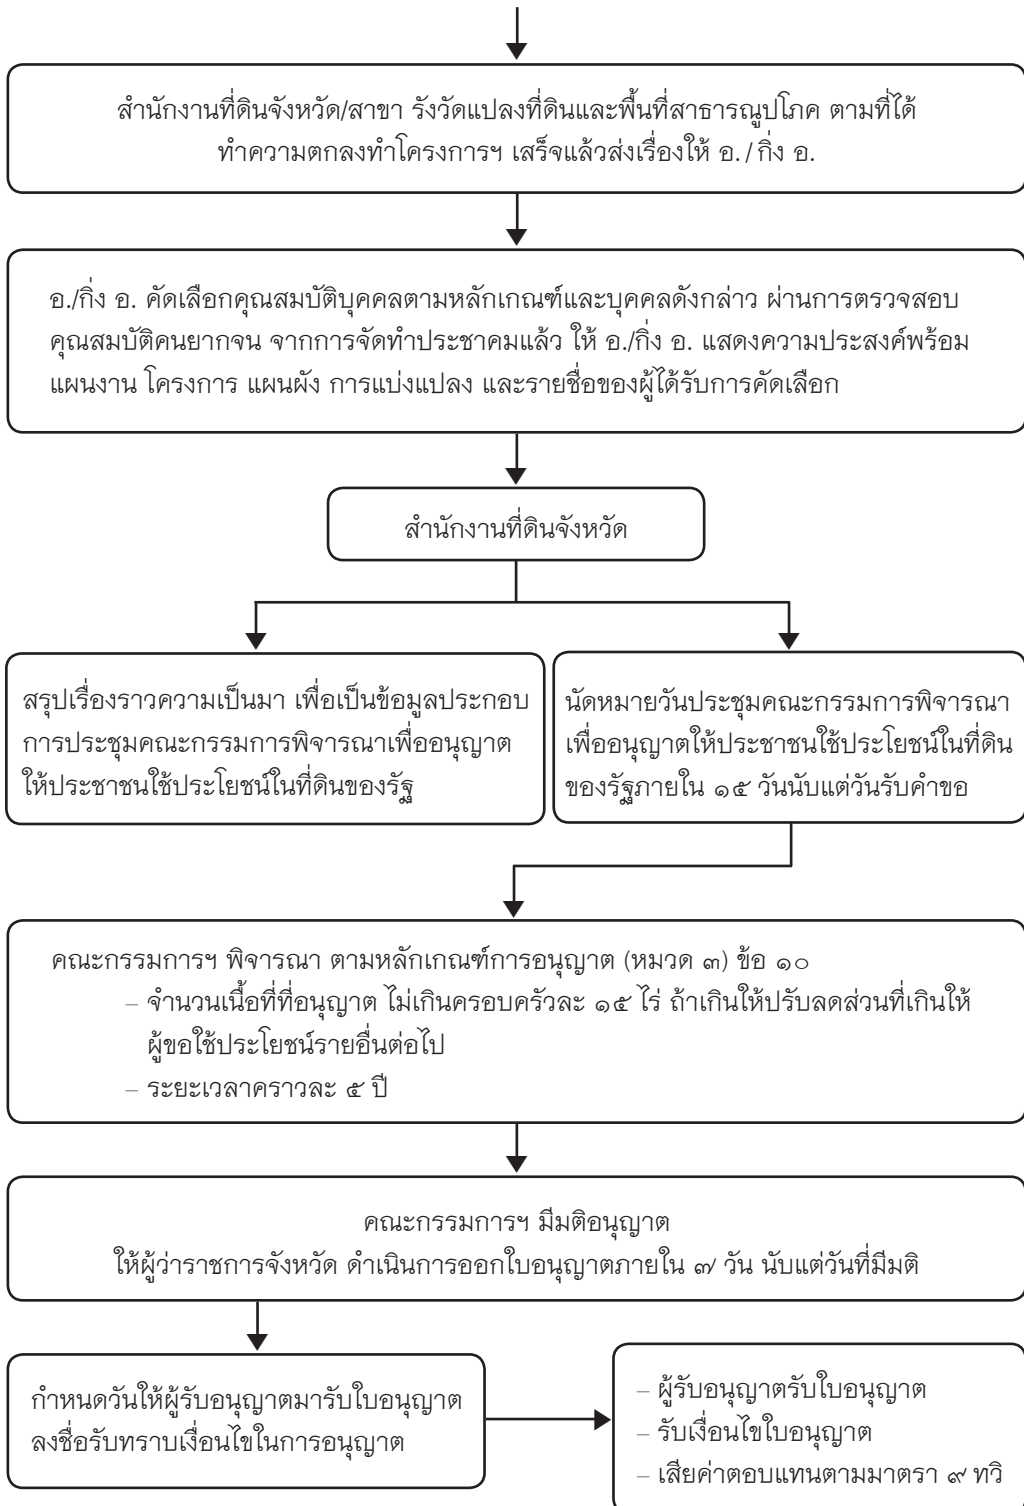 สำนักงานที่ดินจังหวัด/สาขา รังวัดแปลงที่ดินและพื้นที่สาธารณูปโภค ตามที่ได้
ทำความตกลงทำโครงการฯ เสร็จแล้วส่งเรื่องให้ อ./กิ่ง อ.
อ./กิ่ง อ. คัดเลือกคุณสมบัติบุคคลตามหลักเกณฑ์และบุคคลดังกล่าว ผ่านการตรวจสอบ
คุณสมบัติคนยากจน จากการจัดทำประชาคมแล้ว ให้ อ./กิ่ง อ. แสดงความประสงค์พร้อม
แผนงาน โครงการ แผนผัง การแบ่งแปลง และรายชื่อของผู้ได้รับการคัดเลือก
สำนักงานที่ดินจังหวัด
สรุปเรื่องราวความเป็นมา เพื่อเป็นข้อมูลประกอบ
การประชุมคณะกรรมการพิจารณาเพื่ออนุญาต
ให้ประชาชนใช้ประโยชน์ในที่ดินของรัฐ
นัดหมายวันประชุมคณะกรรมการพิจารณา
เพื่ออนุญาตให้ประชาชนใช้ประโยชน์ในที่ดิน
ของรัฐภายใน ๑๕ วันนับแต่วันรับคำขอ
คณะกรรมการฯ พิจารณา ตามหลักเกณฑ์การอนุญาต (หมวด ๓) ข้อ ๑๐
– จำนวนเนื้อที่ที่อนุญาต ไม่เกินครอบครัวละ ๑๕ ไร่ ถ้าเกินให้ปรับลดส่วนที่เกินให้
ผู้ขอใช้ประโยชน์รายอื่นต่อไป
– ระยะเวลาคราวละ ๕ ปี
คณะกรรมการฯ มีมติอนุญาต
ให้ผู้ว่าราชการจังหวัด ดำเนินการออกใบอนุญาตภายใน ๗ วัน นับแต่วันที่มีมติ
กำหนดวันให้ผู้รับอนุญาตมารับใบอนุญาต
ลงชื่อรับทราบเงื่อนไขในการอนุญาต
– ผู้รับอนุญาตรับใบอนุญาต
– รับเงื่อนไขใบอนุญาต
– เสียค่าตอบแทนตามมาตรา ๙ ทวิ